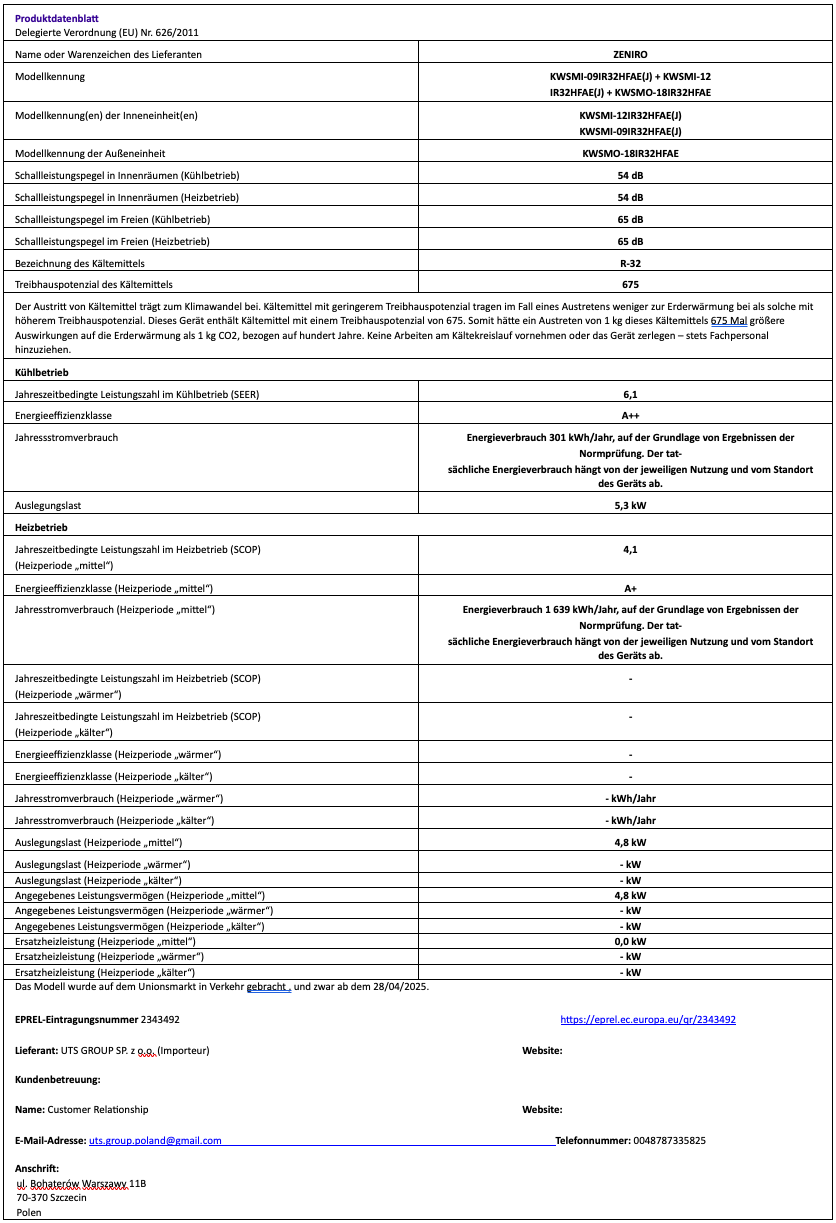 Produktdatenblatt
Delegierte Verordnung (EU) Nr. 626/2011
Name oder Warenzeichen des Lieferanten ZENIRO
Modellkennung KWSMI-09IR32HFAE(J) + KWSMI-12
IR32HFAE(J) + KWSMO-18IR32HFAE
Modellkennung(en) der Inneneinheit(en) KWSMI-12IR32HFAE(J)
KWSMI-09IR32HFAE(J)
Modellkennung der Außeneinheit KWSMO-18IR32HFAE
Schallleistungspegel in Innenräumen (Kühlbetrieb) 54 dB
Schallleistungspegel in Innenräumen (Heizbetrieb) 54 dB
Schallleistungspegel im Freien (Kühlbetrieb) 65 dB
Schallleistungspegel im Freien (Heizbetrieb) 65 dB
Bezeichnung des Kältemittels R-32
Treibhauspotenzial des Kältemittels 675
Der Austritt von Kältemittel trägt zum Klimawandel bei. Kältemittel mit geringerem Treibhauspotenzial tragen im Fall eines Austretens weniger zur Erderwärmung bei als solche mit
höherem Treibhauspotenzial. Dieses Gerät enthält Kältemittel mit einem Treibhauspotenzial von 675. Somit hätte ein Austreten von 1 kg dieses Kältemittels 675 Mal größere
Auswirkungen auf die Erderwärmung als 1 kg CO2, bezogen auf hundert Jahre. Keine Arbeiten am Kältekreislauf vornehmen oder das Gerät zerlegen – stets Fachpersonal
hinzuziehen.
Kühlbetrieb
Jahreszeitbedingte Leistungszahl im Kühlbetrieb (SEER) 6,1
Energieeffizienzklasse A++
Jahressstromverbrauch Energieverbrauch 301 kWh/Jahr, auf der Grundlage von Ergebnissen der
Normprüfung. Der tat-
sächliche Energieverbrauch hängt von der jeweiligen Nutzung und vom Standort
des Geräts ab.
Auslegungslast 5,3 kW
Heizbetrieb
Jahreszeitbedingte Leistungszahl im Heizbetrieb (SCOP) 4,1
(Heizperiode „mittel“)
Energieeffizienzklasse (Heizperiode „mittel“) A+
Jahresstromverbrauch (Heizperiode „mittel“) Energieverbrauch 1 639 kWh/Jahr, auf der Grundlage von Ergebnissen der
Normprüfung. Der tat-
sächliche Energieverbrauch hängt von der jeweiligen Nutzung und vom Standort
des Geräts ab.
Jahreszeitbedingte Leistungszahl im Heizbetrieb (SCOP) -
(Heizperiode „wärmer“)
Jahreszeitbedingte Leistungszahl im Heizbetrieb (SCOP) -
(Heizperiode „kälter“)
Energieeffizienzklasse (Heizperiode „wärmer“) -
Energieeffizienzklasse (Heizperiode „kälter“) -
Jahresstromverbrauch (Heizperiode „wärmer“) - kWh/Jahr
Jahresstromverbrauch (Heizperiode „kälter“) - kWh/Jahr
Auslegungslast (Heizperiode „mittel“) 4,8 kW
Auslegungslast (Heizperiode „wärmer“) - kW
Auslegungslast (Heizperiode „kälter“) - kW
Angegebenes Leistungsvermögen (Heizperiode „mittel“) 4,8 kW
Angegebenes Leistungsvermögen (Heizperiode „wärmer“) - kW
Angegebenes Leistungsvermögen (Heizperiode „kälter“) - kW
Ersatzheizleistung (Heizperiode „mittel“) 0,0 kW
Ersatzheizleistung (Heizperiode „wärmer“) - kW
Ersatzheizleistung (Heizperiode „kälter“) - kW
Das Modell wurde auf dem Unionsmarkt in Verkehr gebracht , und zwar ab dem 28/04/2025.
EPREL-Eintragungsnummer 2343492 https://eprel.ec.europa.eu/qr/2343492
Lieferant: UTS GROUP SP. z o.o. (Importeur) Website:
Kundenbetreuung:
Name: Customer Relationship Website:
E-Mail-Adresse: uts.group.poland@gmail.com Telefonnummer: 0048787335825
Anschrift:
ul. Bohaterów Warszawy 11B
70-370 Szczecin
Polen